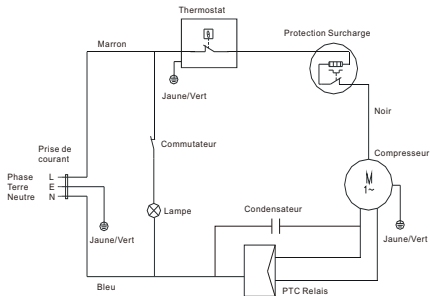 Thermostat
Protection Surcharge
Marron
θ
Jaune/Vert
Noir
Commutateur
Compresseur
Prise de
courant
Phase L
Terre E
Neutre N
M
1~
Lampe
Condensateur
Jaune/Vert
Jaune/Vert
Bleu
PTC Relais